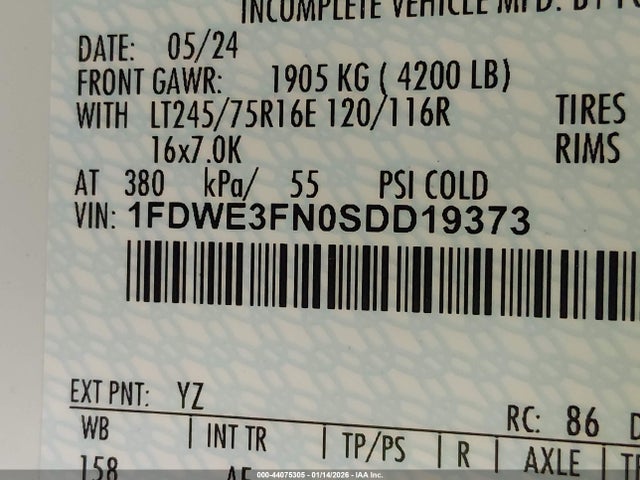 INCOMPLETE VEHICLE MFD. BY
DATE: 05/24
FRONT GAWR: 1905 KG ( 4200 LB)
WITH LT245/75R16E 120/116R TIRES
16x7.0K RIMS
AT 380 kPa/ 55 PSI COLD
VIN: 1FDWE3FN0SDD19373
EXT PNT: YZ
RC: 86
WB | INT TR | TP/PS | R | AXLE
158
000-44075305 - 01/14/2026 - IAA Inc.